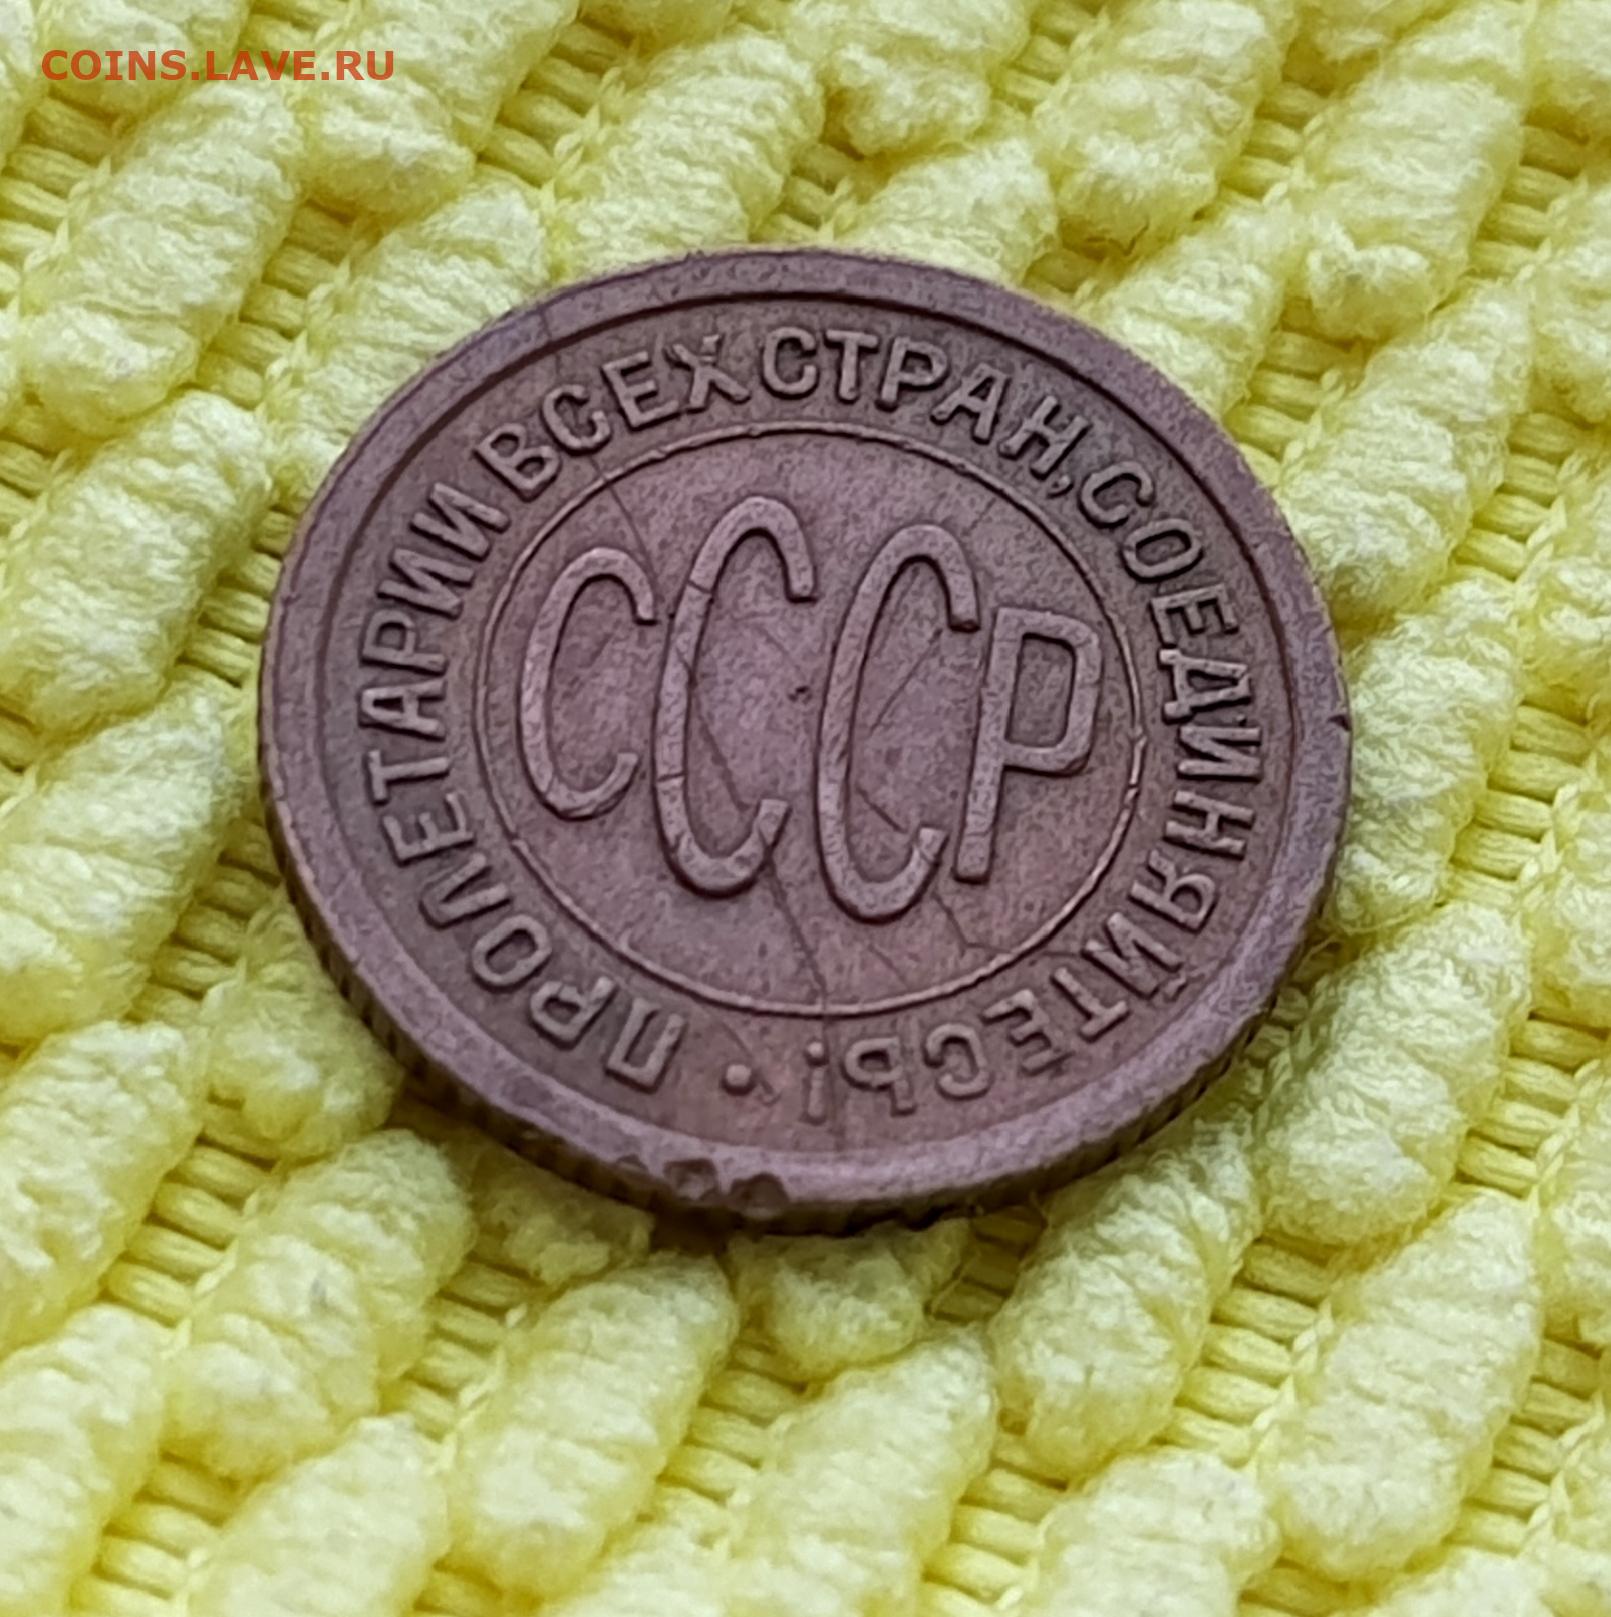 COINS.LAVE.RU
ПРОЛЕТАРИИ ВСЕХ СТРАН, СОЕДИНЯЙТЕСЬ! •
СССР